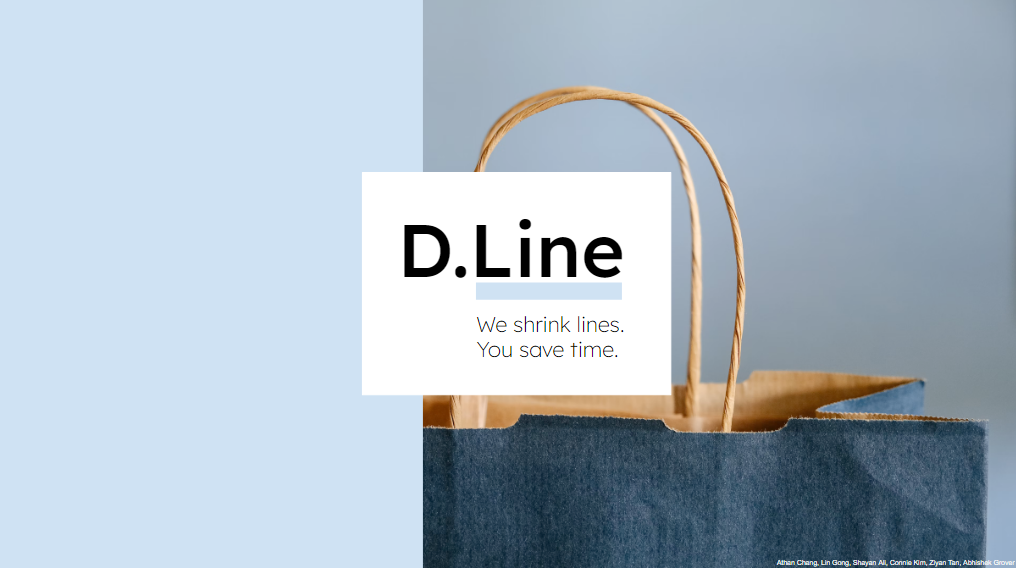 D.Line
We shrink lines.
You save time.
Athan Chang, Lin Gong, Shayan Ali, Connie Kim, Ziyan Tan, Abhishek Grover